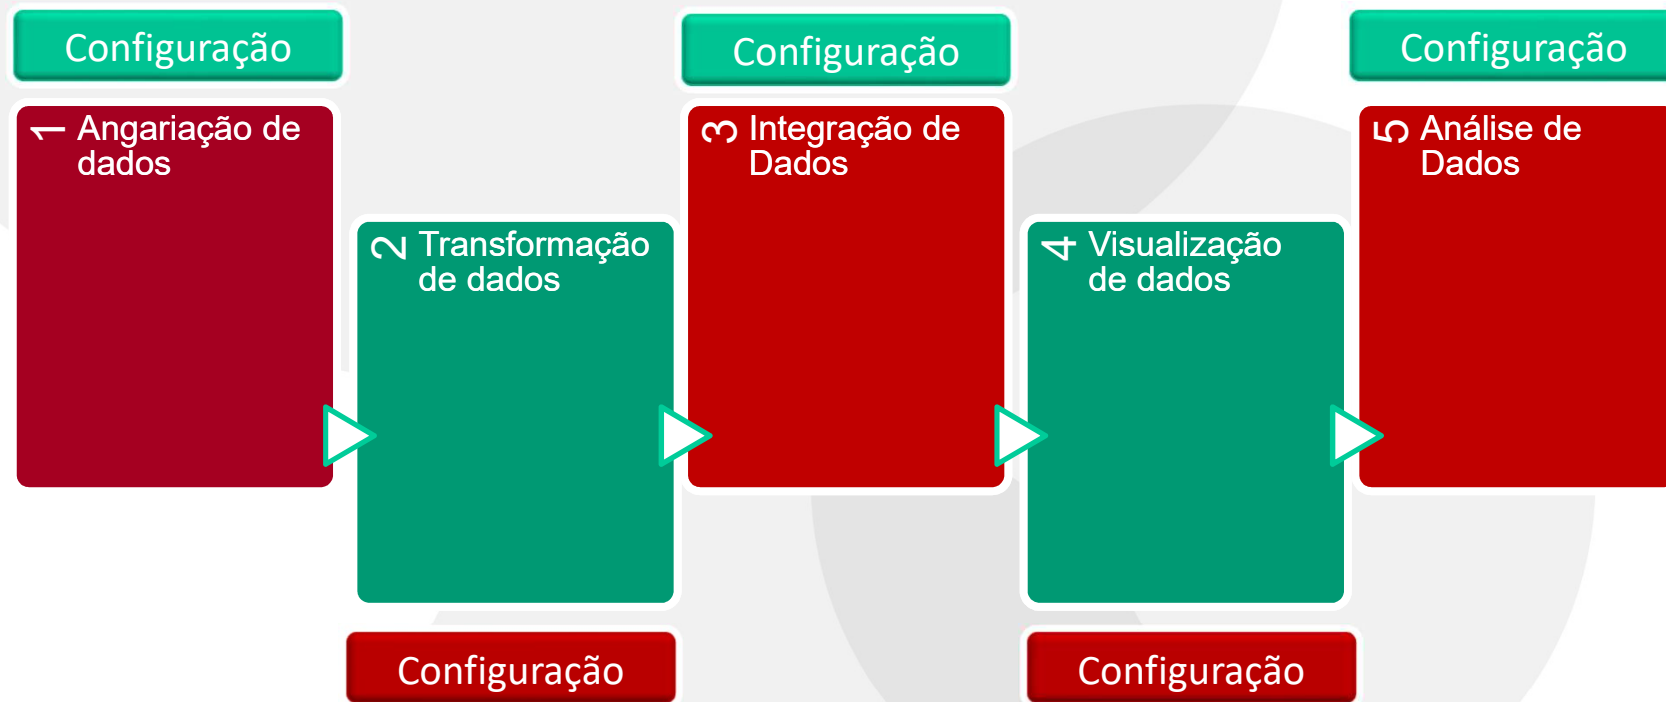 Configuração
Configuração
Configuração
1 Angariação de
dados
2 Transformação
de dados
3 Integração de
Dados
4 Visualização
de dados
5 Análise de
Dados
Configuração
Configuração